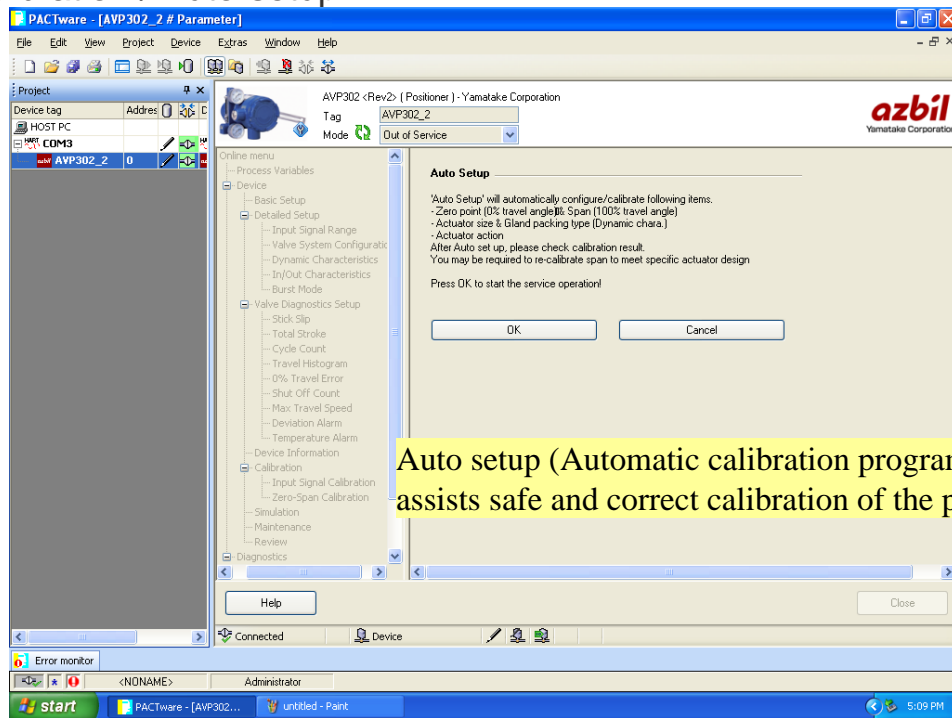 PACTware - [AVP302_2 # Parameter]
File Edit View Project Device Extras Window Help
Project
Device tag Addres C
HOST PC
HART COM3
azbil AVP302_2 0
AVP302 <Rev2> ( Positioner ) - Yamatake Corporation
Tag AVP302_2
Mode Out of Service
azbil
Yamatake Corporation
Online menu
Process Variables
Device
Basic Setup
Detailed Setup
Input Signal Range
Valve System Configuratic
Dynamic Characteristics
In/Out Characteristics
Burst Mode
Valve Diagnostics Setup
Stick Slip
Total Stroke
Cycle Count
Travel Histogram
0% Travel Error
Shut Off Count
Max Travel Speed
Deviation Alarm
Temperature Alarm
Device Information
Calibration
Input Signal Calibration
Zero-Span Calibration
Simulation
Maintenance
Review
Diagnostics
Auto Setup
'Auto Setup' will automatically configure/calibrate following items.
- Zero point (0% travel angle)& Span (100% travel angle)
- Actuator size & Gland packing type (Dynamic chara.)
- Actuator action
After Auto set up, please check calibration result.
You may be required to re-calibrate span to meet specific actuator design
Press OK to start the service operation!
OK Cancel
Auto setup (Automatic calibration progra
assists safe and correct calibration of the p
Help Close
Connected Device
Error monitor
<NONAME> Administrator
start PACTware - [AVP302... untitled - Paint 5:09 PM